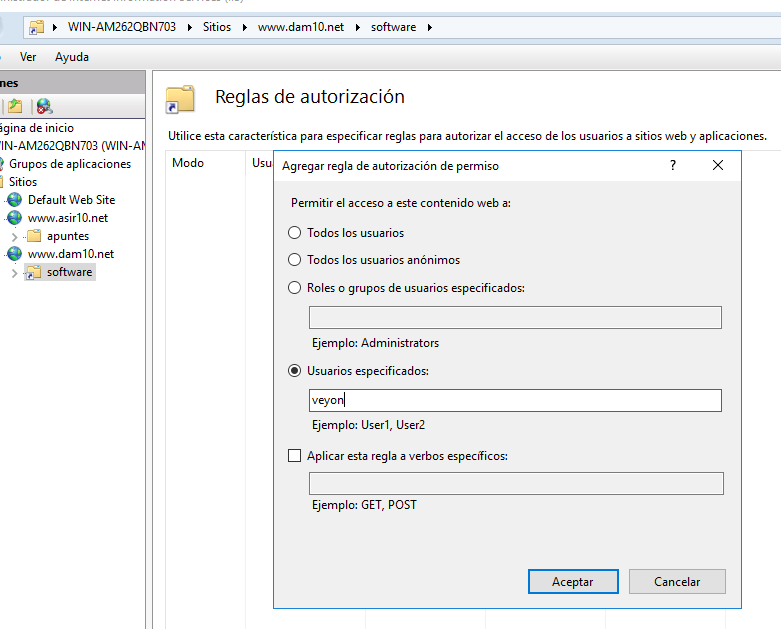 WIN-AM262QBN703 Sitios www.dam10.net software
Ver Ayuda
nes
Reglas de autorización
ágina de inicio
Utilice esta característica para especificar reglas para autorizar el acceso de los usuarios a sitios web y aplicaciones.
IN-AM262QBN703 (WIN-AM
Grupos de aplicaciones
Sitios
Default Web Site
www.asir10.net
apuntes
www.dam10.net
software
Modo Usu
Agregar regla de autorización de permiso ?
Permitir el acceso a este contenido web a:
Todos los usuarios
Todos los usuarios anónimos
Roles o grupos de usuarios especificados:
Ejemplo: Administrators
Usuarios especificados:
veyon
Ejemplo: User1, User2
Aplicar esta regla a verbos específicos:
Ejemplo: GET, POST
Aceptar Cancelar